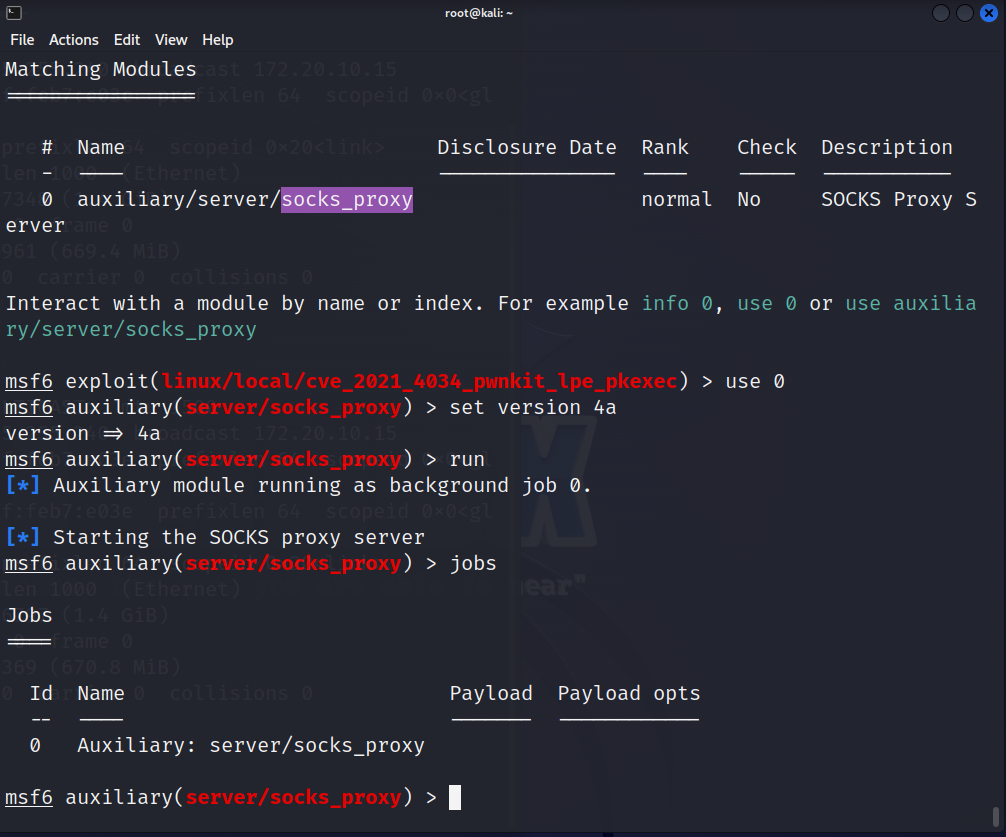 root@kali: ~
File Actions Edit View Help
Matching Modules
================
# Name Disclosure Date Rank Check Description
- ---- --------------- ---- ----- -----------
0 auxiliary/server/socks_proxy normal No SOCKS Proxy S
erver
Interact with a module by name or index. For example info 0, use 0 or use auxilia
ry/server/socks_proxy
msf6 exploit(linux/local/cve_2021_4034_pwnkit_lpe_pkexec) > use 0
msf6 auxiliary(server/socks_proxy) > set version 4a
version => 4a
msf6 auxiliary(server/socks_proxy) > run
[*] Auxiliary module running as background job 0.
[*] Starting the SOCKS proxy server
msf6 auxiliary(server/socks_proxy) > jobs
Jobs
====
Id Name Payload Payload opts
-- ---- ------- ------------
0 Auxiliary: server/socks_proxy
msf6 auxiliary(server/socks_proxy) >